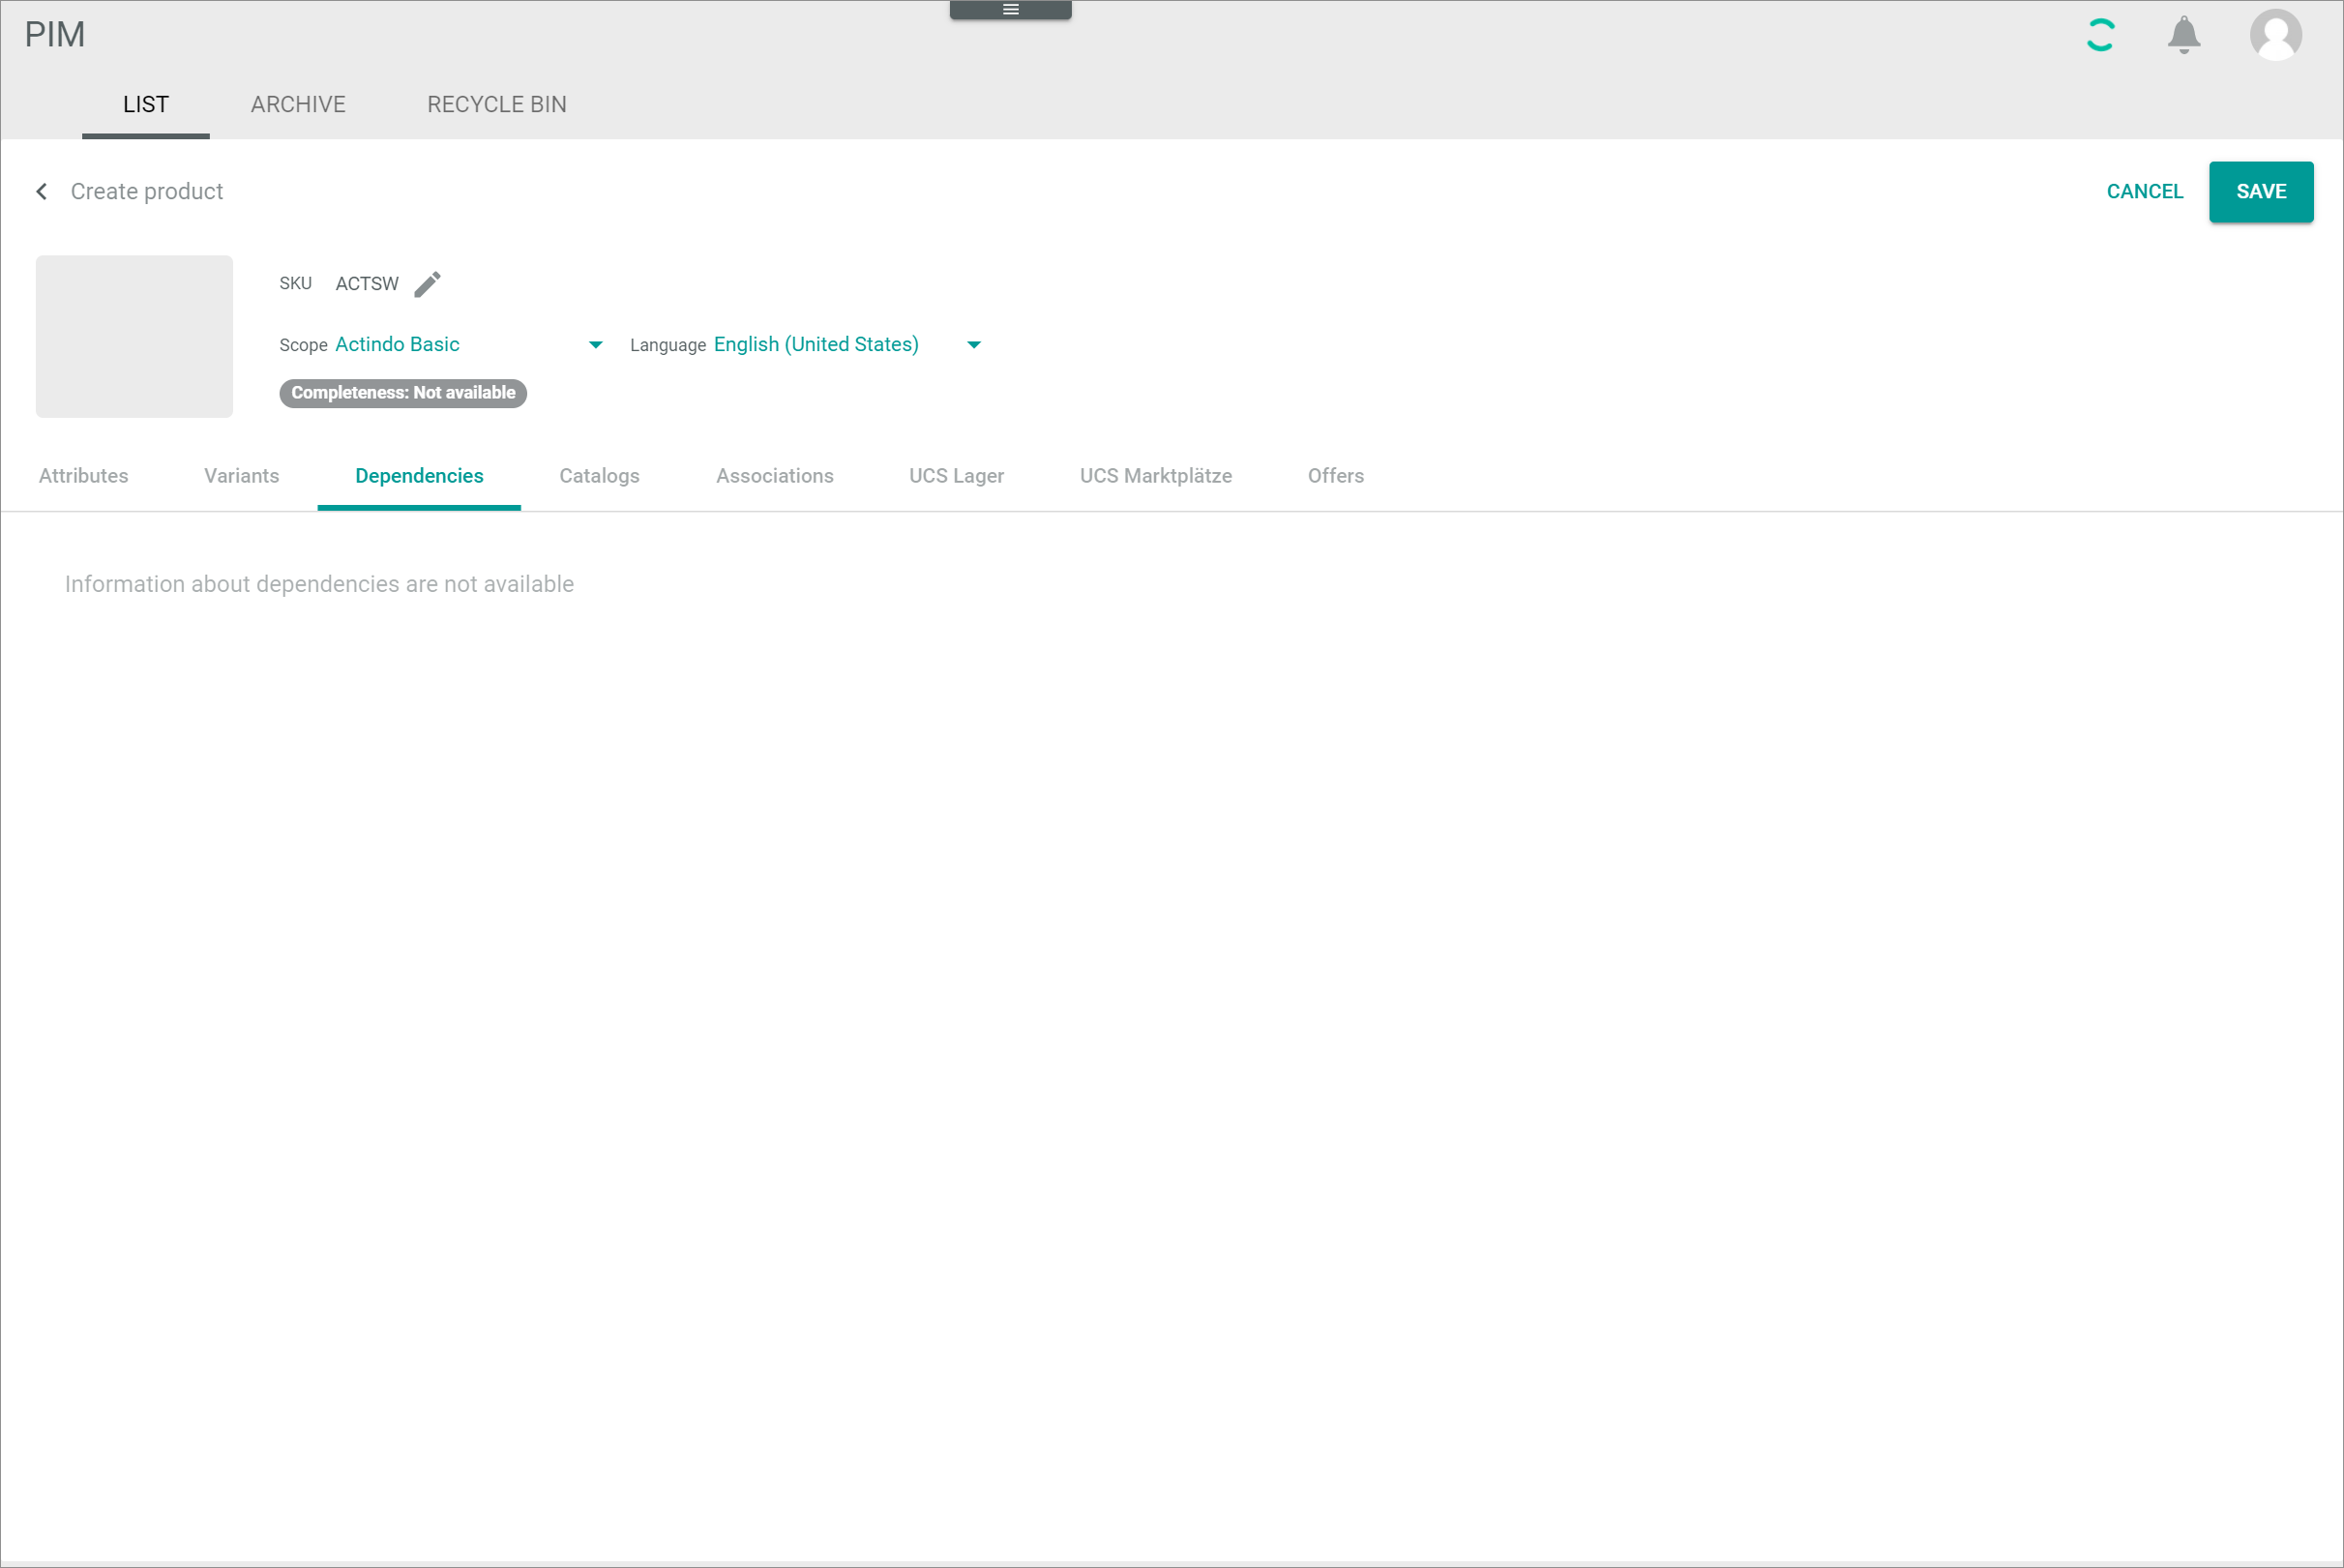 PIM
LIST ARCHIVE RECYCLE BIN
Create product CANCEL SAVE
SKU ACTSW
Scope Actindo Basic Language English (United States)
Completeness: Not available
Attributes Variants Dependencies Catalogs Associations UCS Lager UCS Marktplätze Offers
Information about dependencies are not available